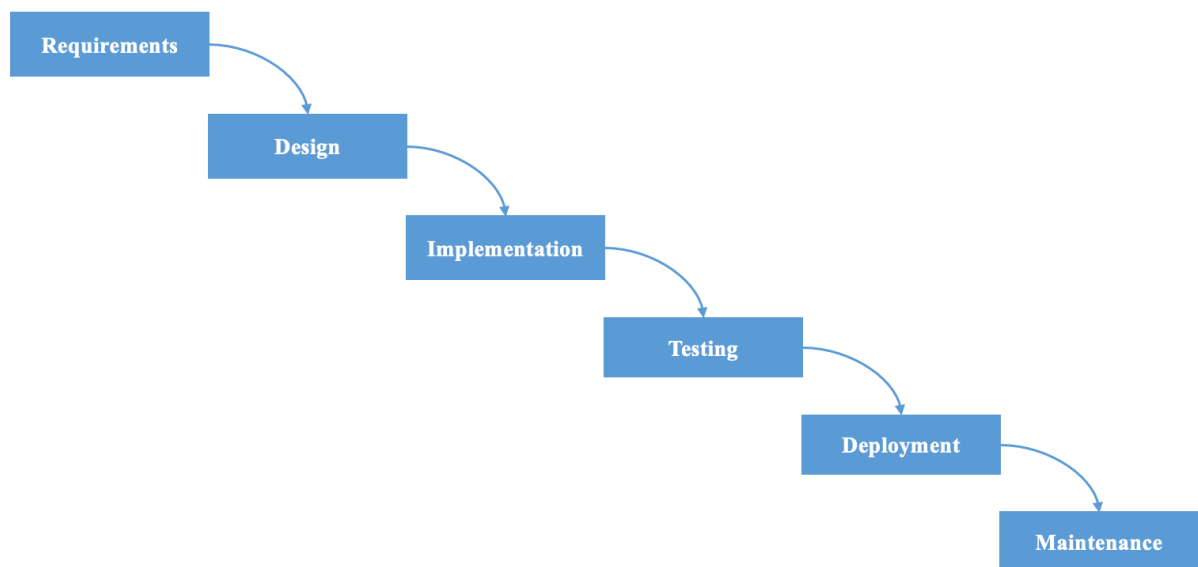 Requirements
Design
Implementation
Testing
Deployment
Maintenance